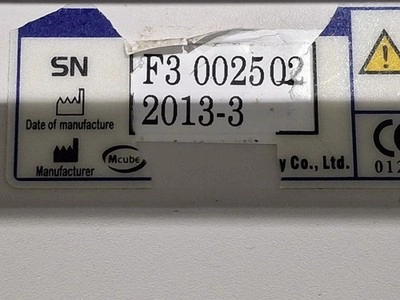 SN F3 002502
Date of manufacture 2013-3
Manufacturer Mcube y Co., Ltd.